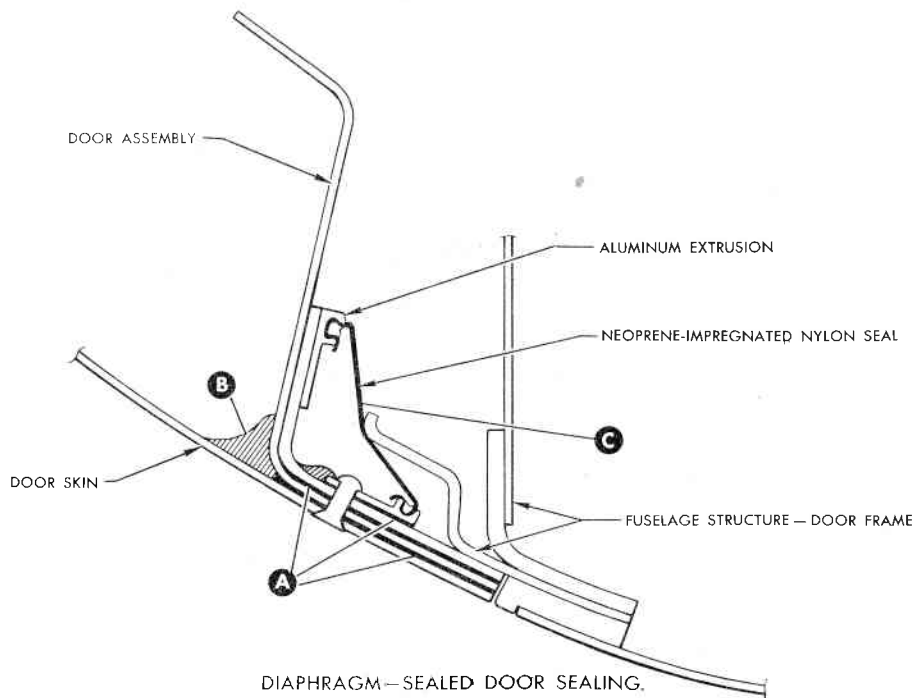 DOOR ASSEMBLY
ALUMINUM EXTRUSION
NEOPRENE-IMPREGNATED NYLON SEAL
B
C
DOOR SKIN
FUSELAGE STRUCTURE — DOOR FRAME
A
DIAPHRAGM — SEALED DOOR SEALING.